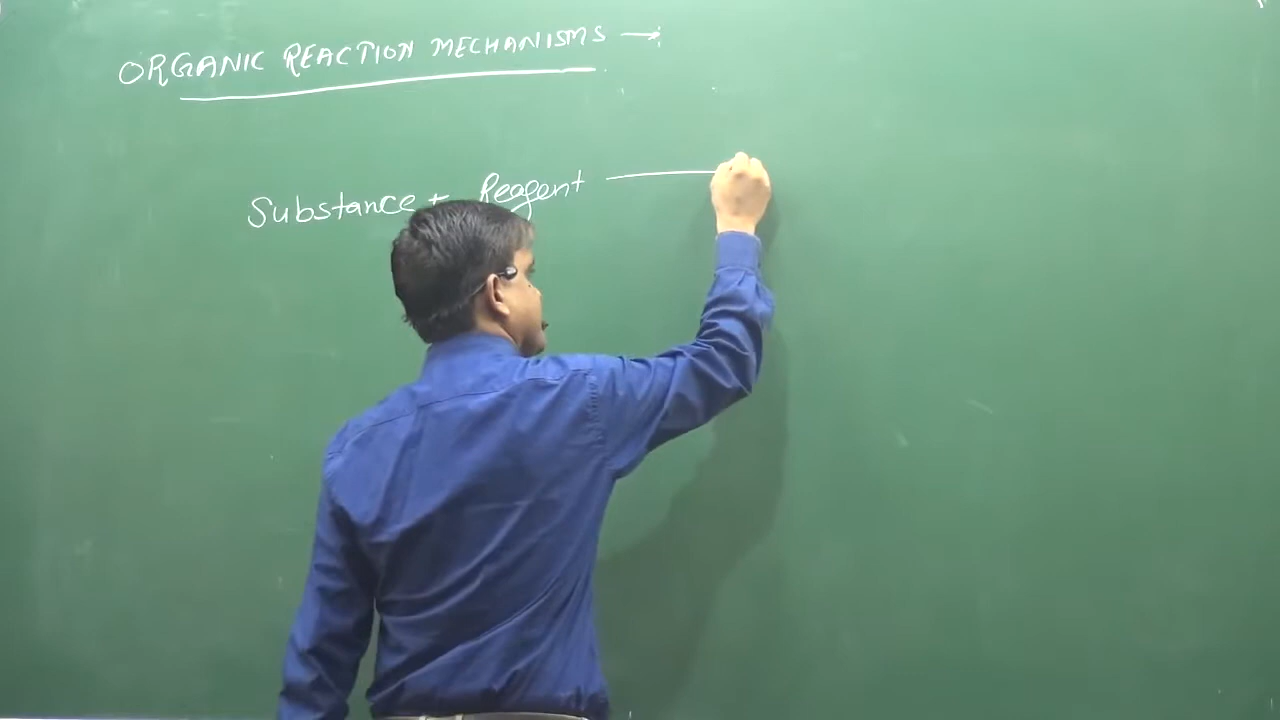 ORGANIC REACTION MECHANISMS →
Substance + Reagent